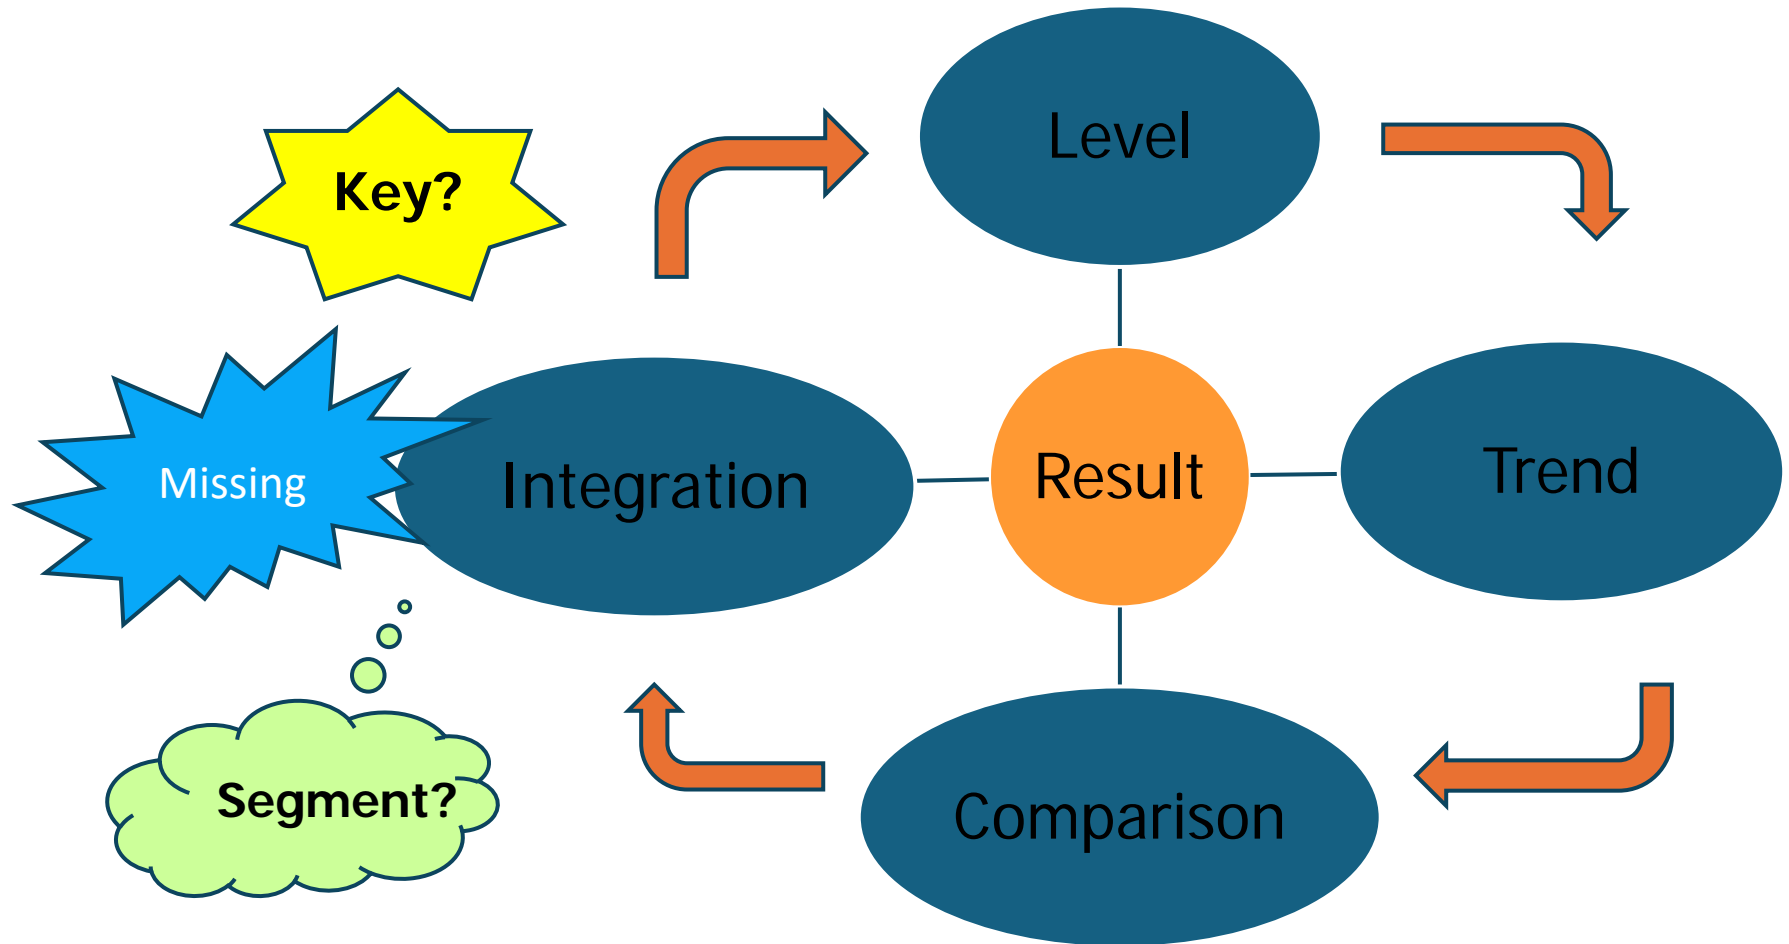 Level
Key?
Missing
Integration
Result
Trend
Segment?
Comparison